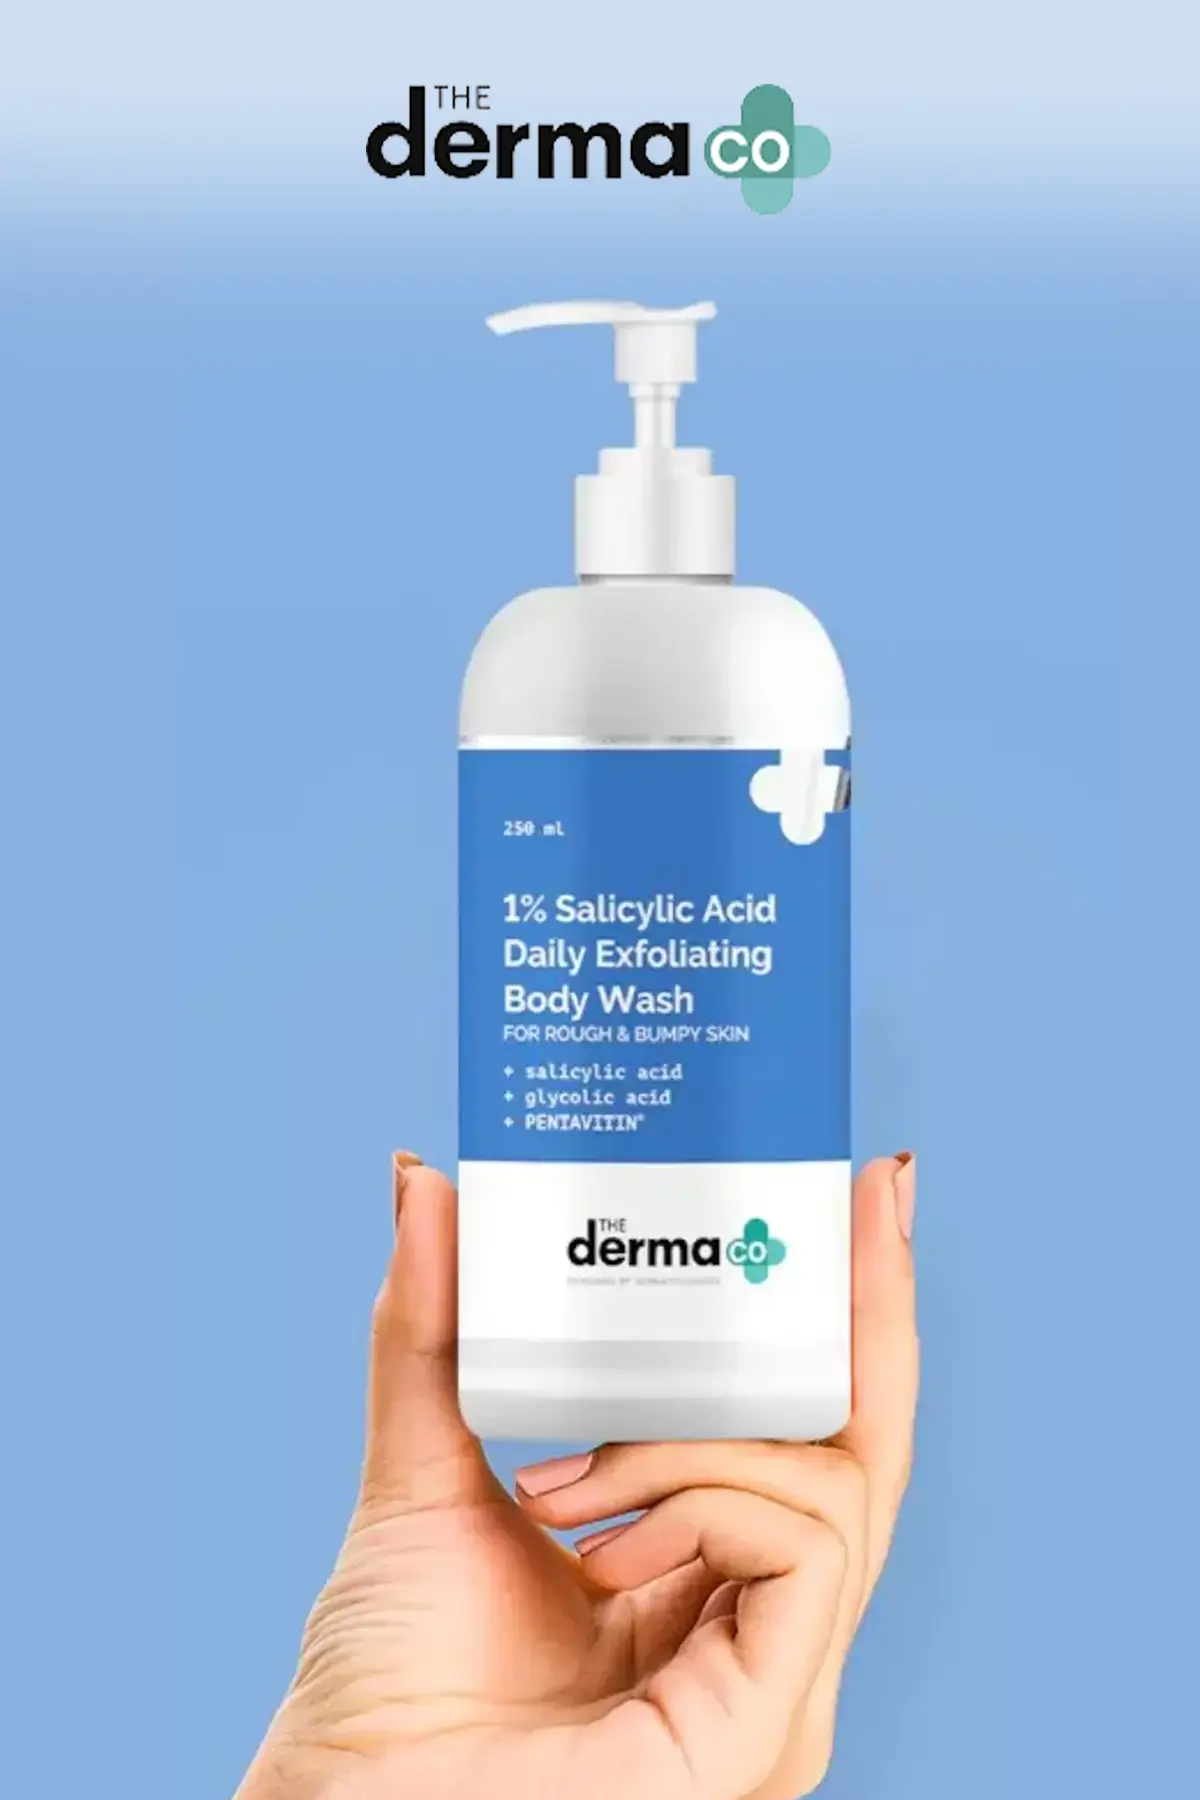 THE
derma co
250 ml
1% Salicylic Acid
Daily Exfoliating
Body Wash
FOR ROUGH & BUMPY SKIN
+ salicylic acid
+ glycolic acid
+ PENTAVITIN®
THE
derma co